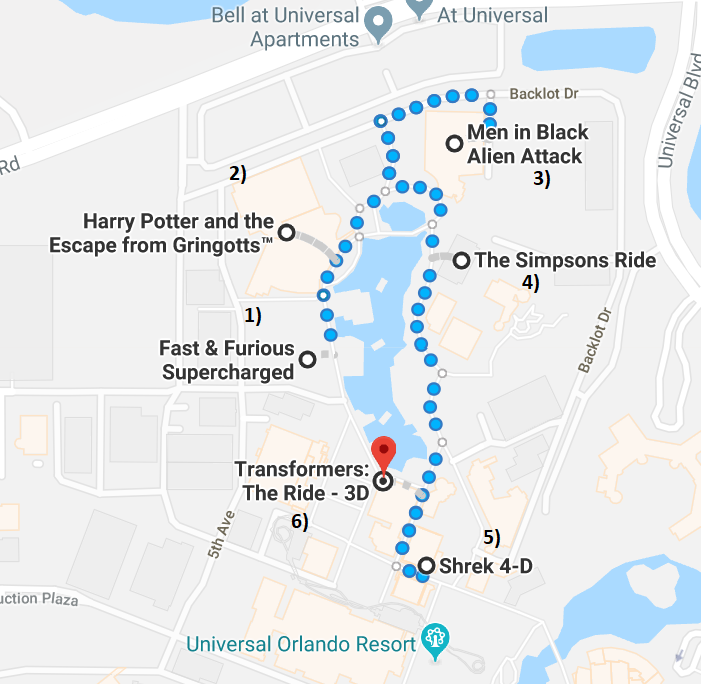 Bell at Universal
Apartments
At Universal
Backlot Dr
Universal Blvd
Rd
Men in Black
Alien Attack
2)
3)
Harry Potter and the
Escape from Gringotts™
The Simpsons Ride
4)
1)
Fast & Furious
Supercharged
Backlot Dr
Transformers:
The Ride - 3D
6)
5th Ave
5)
Shrek 4-D
uction Plaza
Universal Orlando Resort